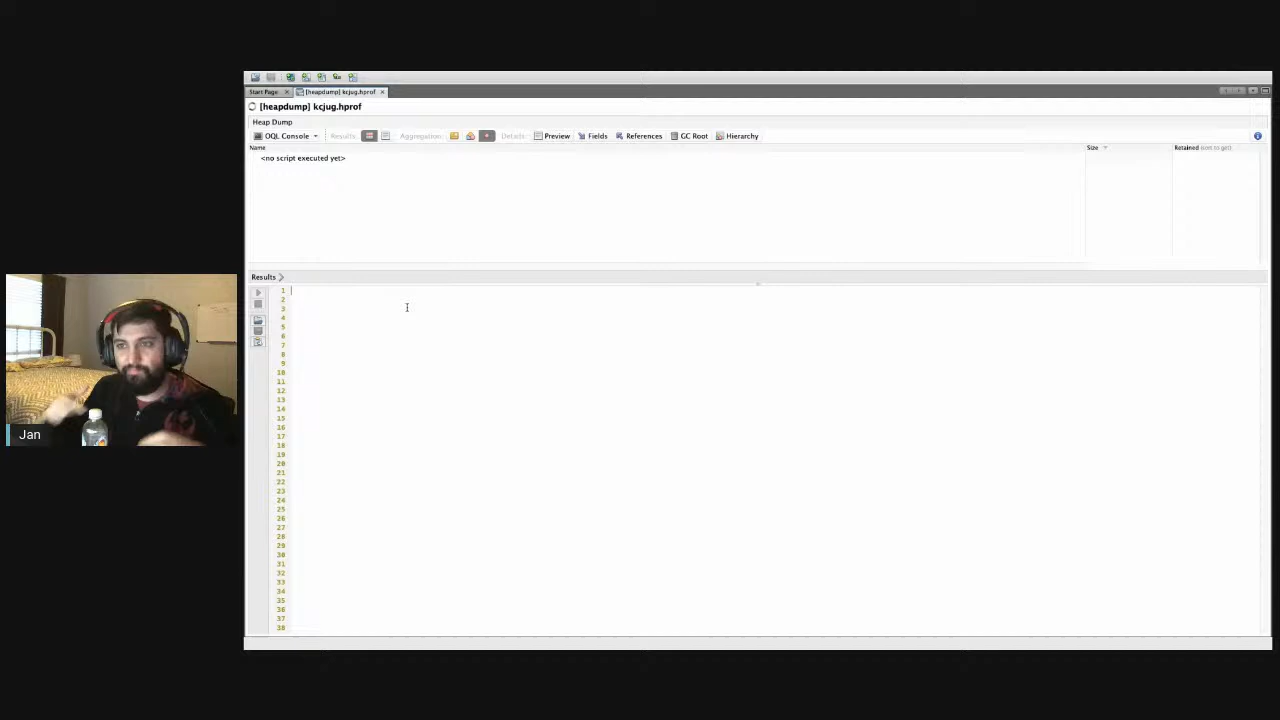 Start Page
[heapdump] kcjug.hprof
[heapdump] kcjug.hprof
Heap Dump
OQL Console
Results:
Aggregation:
Details:
Preview
Fields
References
GC Root
Hierarchy
Name
Size
Retained
<no script executed yet>
Results
1
2
3
4
5
6
7
8
9
10
11
12
13
14
15
16
17
18
19
20
21
22
23
24
25
26
27
28
29
30
31
32
33
34
35
36
37
38
Jan